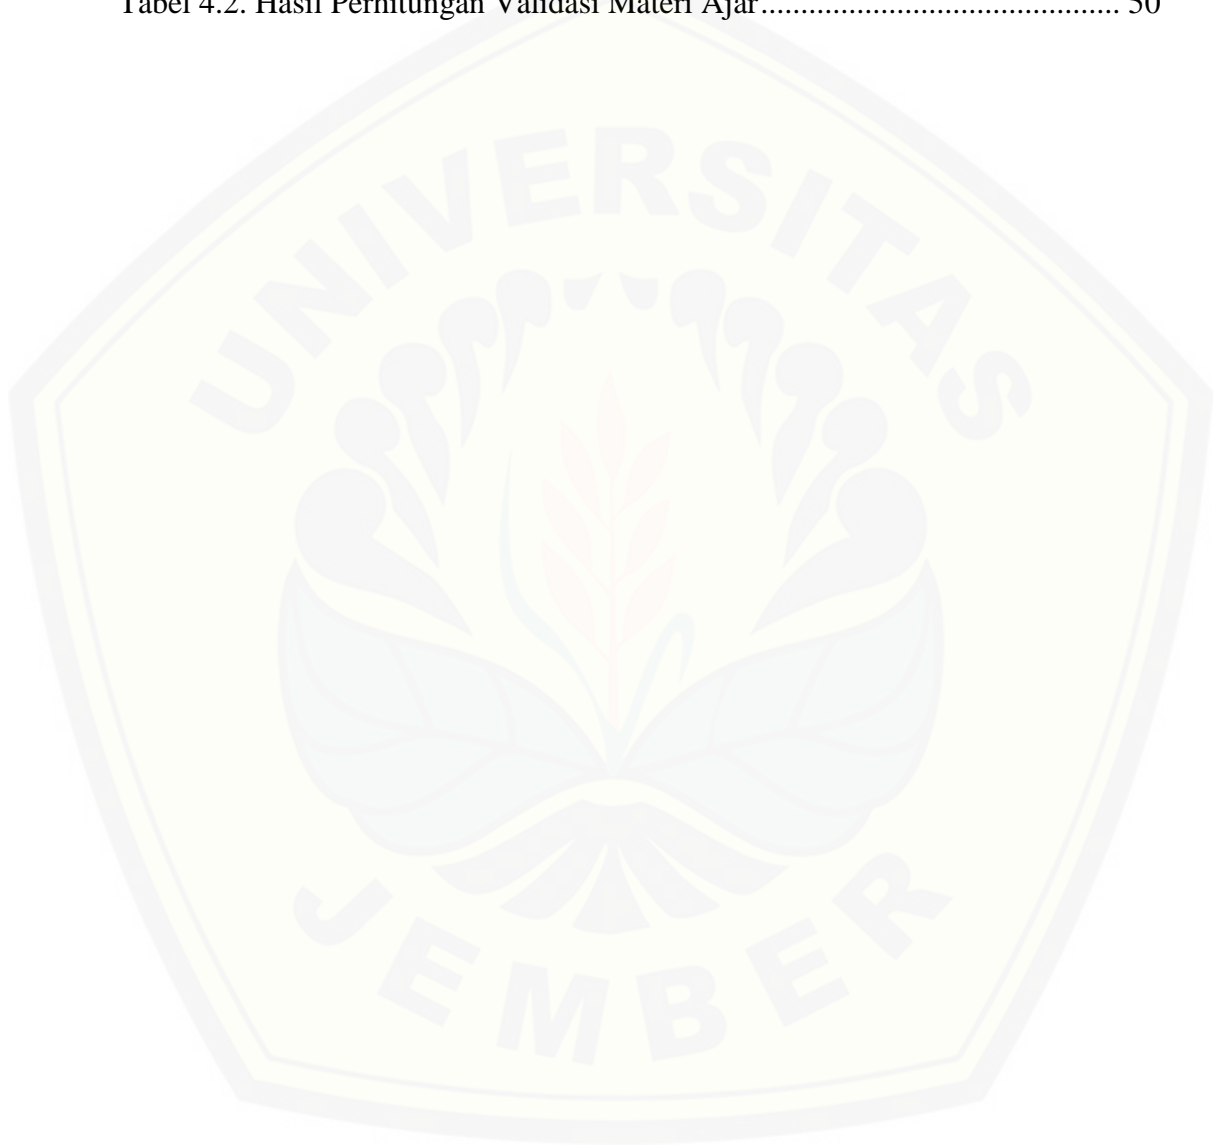 Tabel 4.2. Hasil Perhitungan Validasi Materi Ajar............................................. 50
UNIVERSITAS
JEMBER